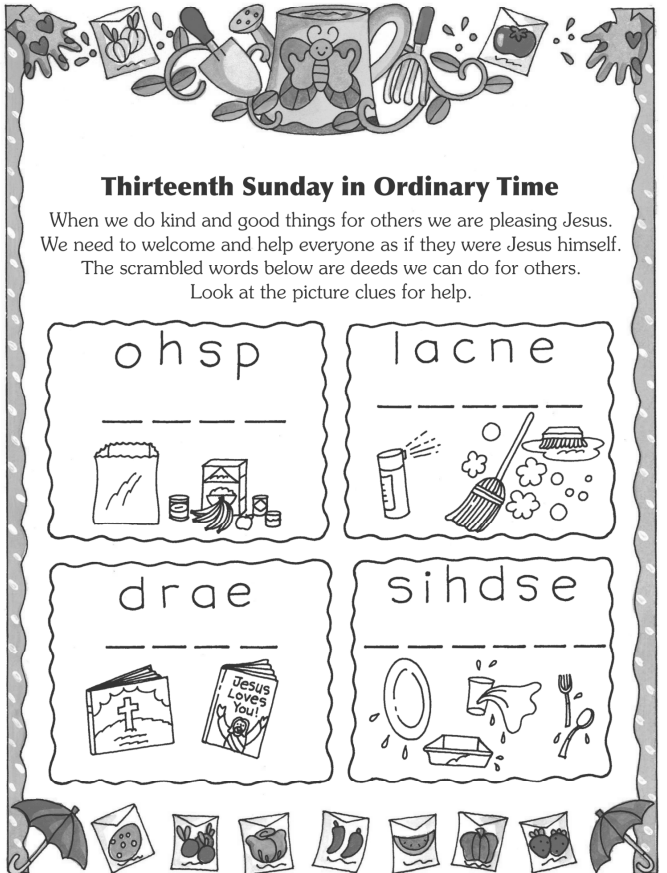 Thirteenth Sunday in Ordinary Time
When we do kind and good things for others we are pleasing Jesus.
We need to welcome and help everyone as if they were Jesus himself.
The scrambled words below are deeds we can do for others.
Look at the picture clues for help.
ohsp
lacne
drae
sihdse
Jesus
Loves
You!